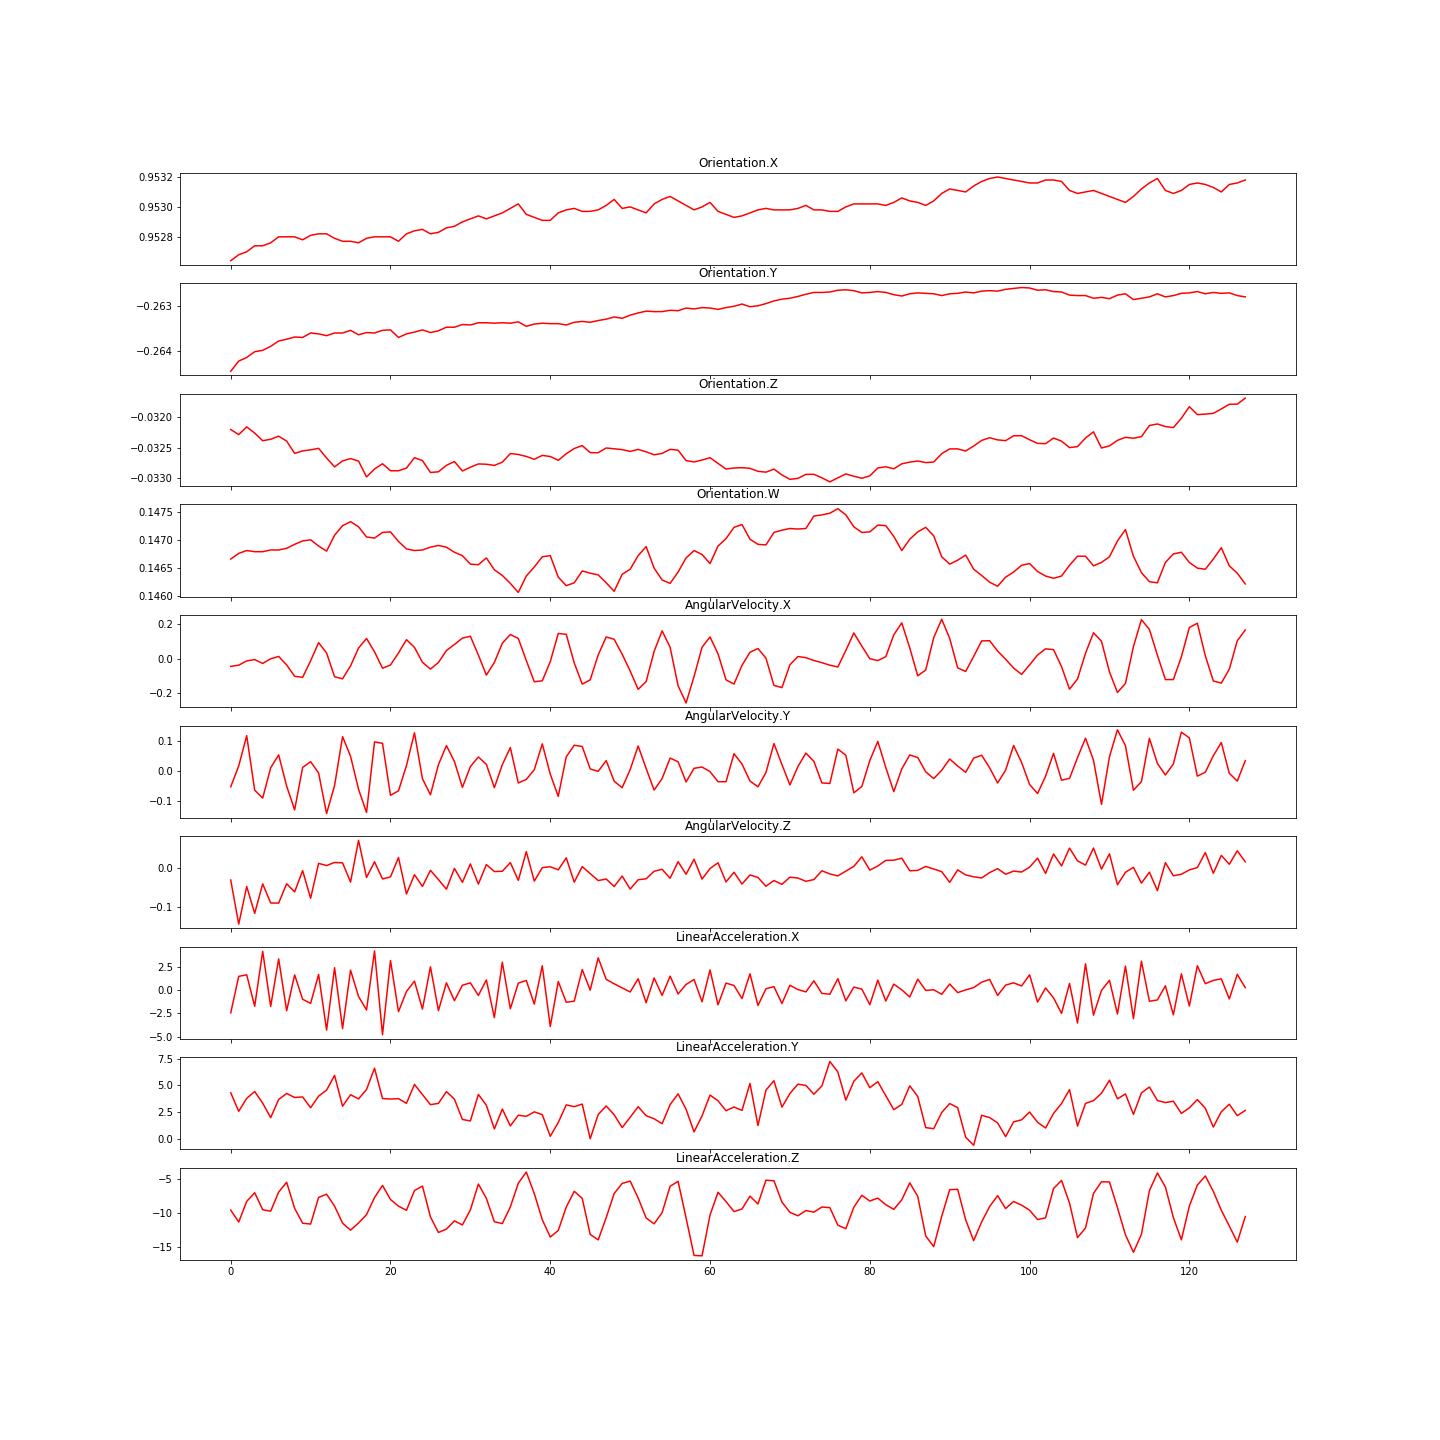 Orientation.X
0.9532
0.9530
0.9528
Orientation.Y
−0.263
−0.264
Orientation.Z
−0.0320
−0.0325
−0.0330
Orientation.W
0.1475
0.1470
0.1465
0.1460
AngularVelocity.X
0.2
0.0
−0.2
AngularVelocity.Y
0.1
0.0
−0.1
AngularVelocity.Z
0.0
−0.1
LinearAcceleration.X
2.5
0.0
−2.5
−5.0
LinearAcceleration.Y
7.5
5.0
2.5
0.0
LinearAcceleration.Z
−5
−10
−15
0 20 40 60 80 100 120